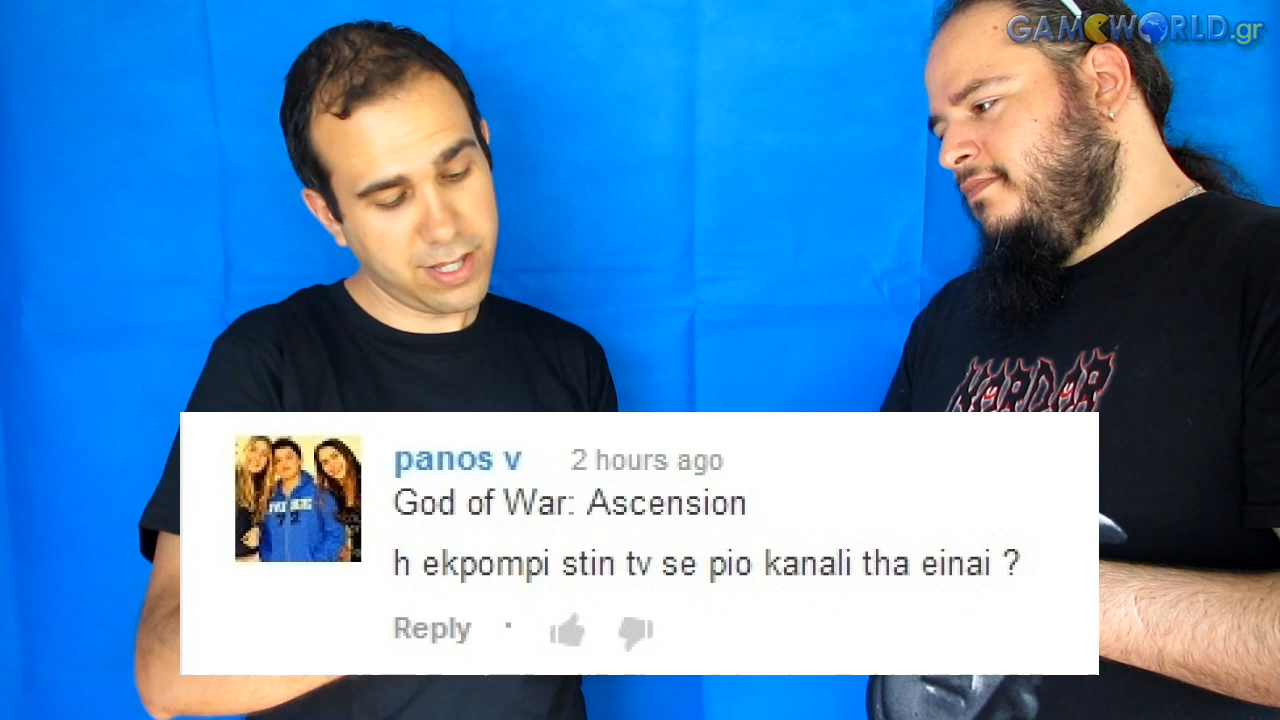 GAMEWORLD.gr
panos v 2 hours ago
God of War: Ascension
h ekpompi stin tv se pio kanali tha einai ?
Reply